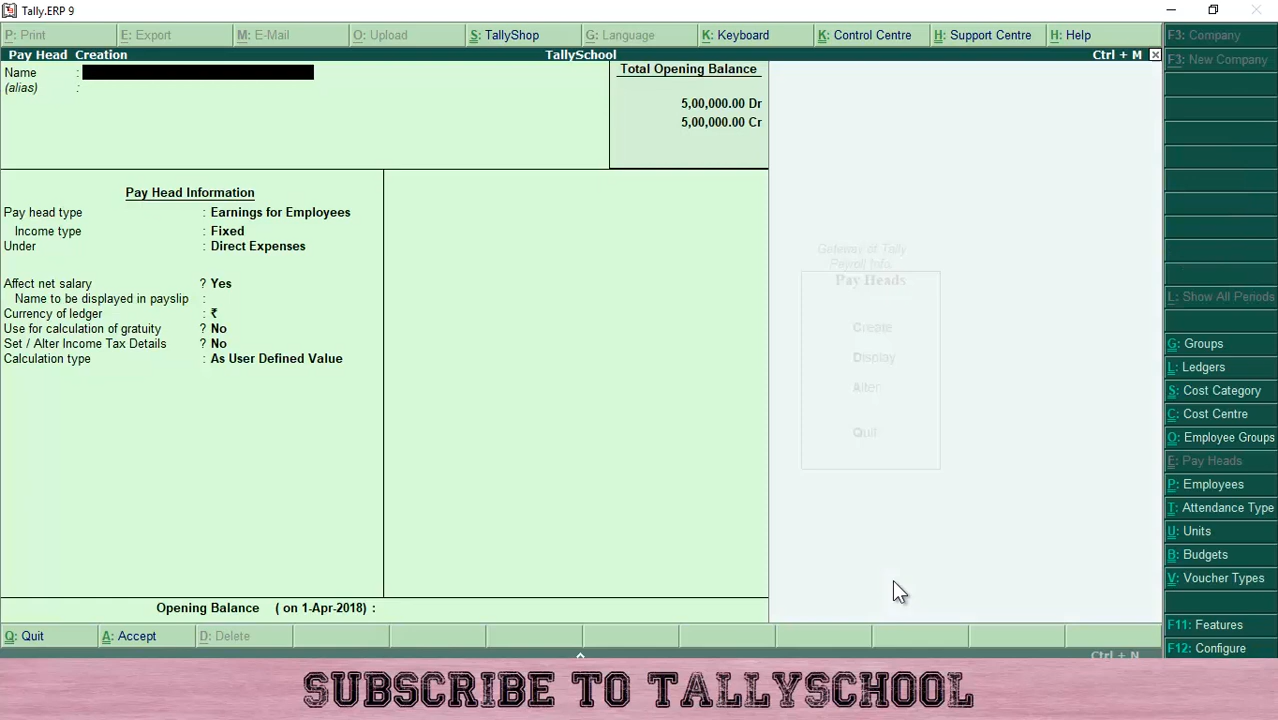 Tally.ERP 9
P: Print E: Export M: E-Mail O: Upload S: TallyShop G: Language K: Keyboard K: Control Centre H: Support Centre H: Help
Pay Head Creation TallySchool Ctrl + M
Name :
(alias) :
Total Opening Balance
5,00,000.00 Dr
5,00,000.00 Cr
Pay Head Information
Pay head type : Earnings for Employees
Income type : Fixed
Under : Direct Expenses
Affect net salary ? Yes
Name to be displayed in payslip :
Currency of ledger : ₹
Use for calculation of gratuity ? No
Set / Alter Income Tax Details ? No
Calculation type : As User Defined Value
Opening Balance ( on 1-Apr-2018) :
Gateway of Tally
Payroll Info.
Pay Heads
Create
Display
Alter
Quit
F3: Company
F3: New Company
L: Show All Periods
G: Groups
L: Ledgers
S: Cost Category
C: Cost Centre
O: Employee Groups
E: Pay Heads
P: Employees
T: Attendance Type
U: Units
B: Budgets
V: Voucher Types
F11: Features
F12: Configure
Q: Quit A: Accept D: Delete
Ctrl + N
SUBSCRIBE TO TALLYSCHOOL